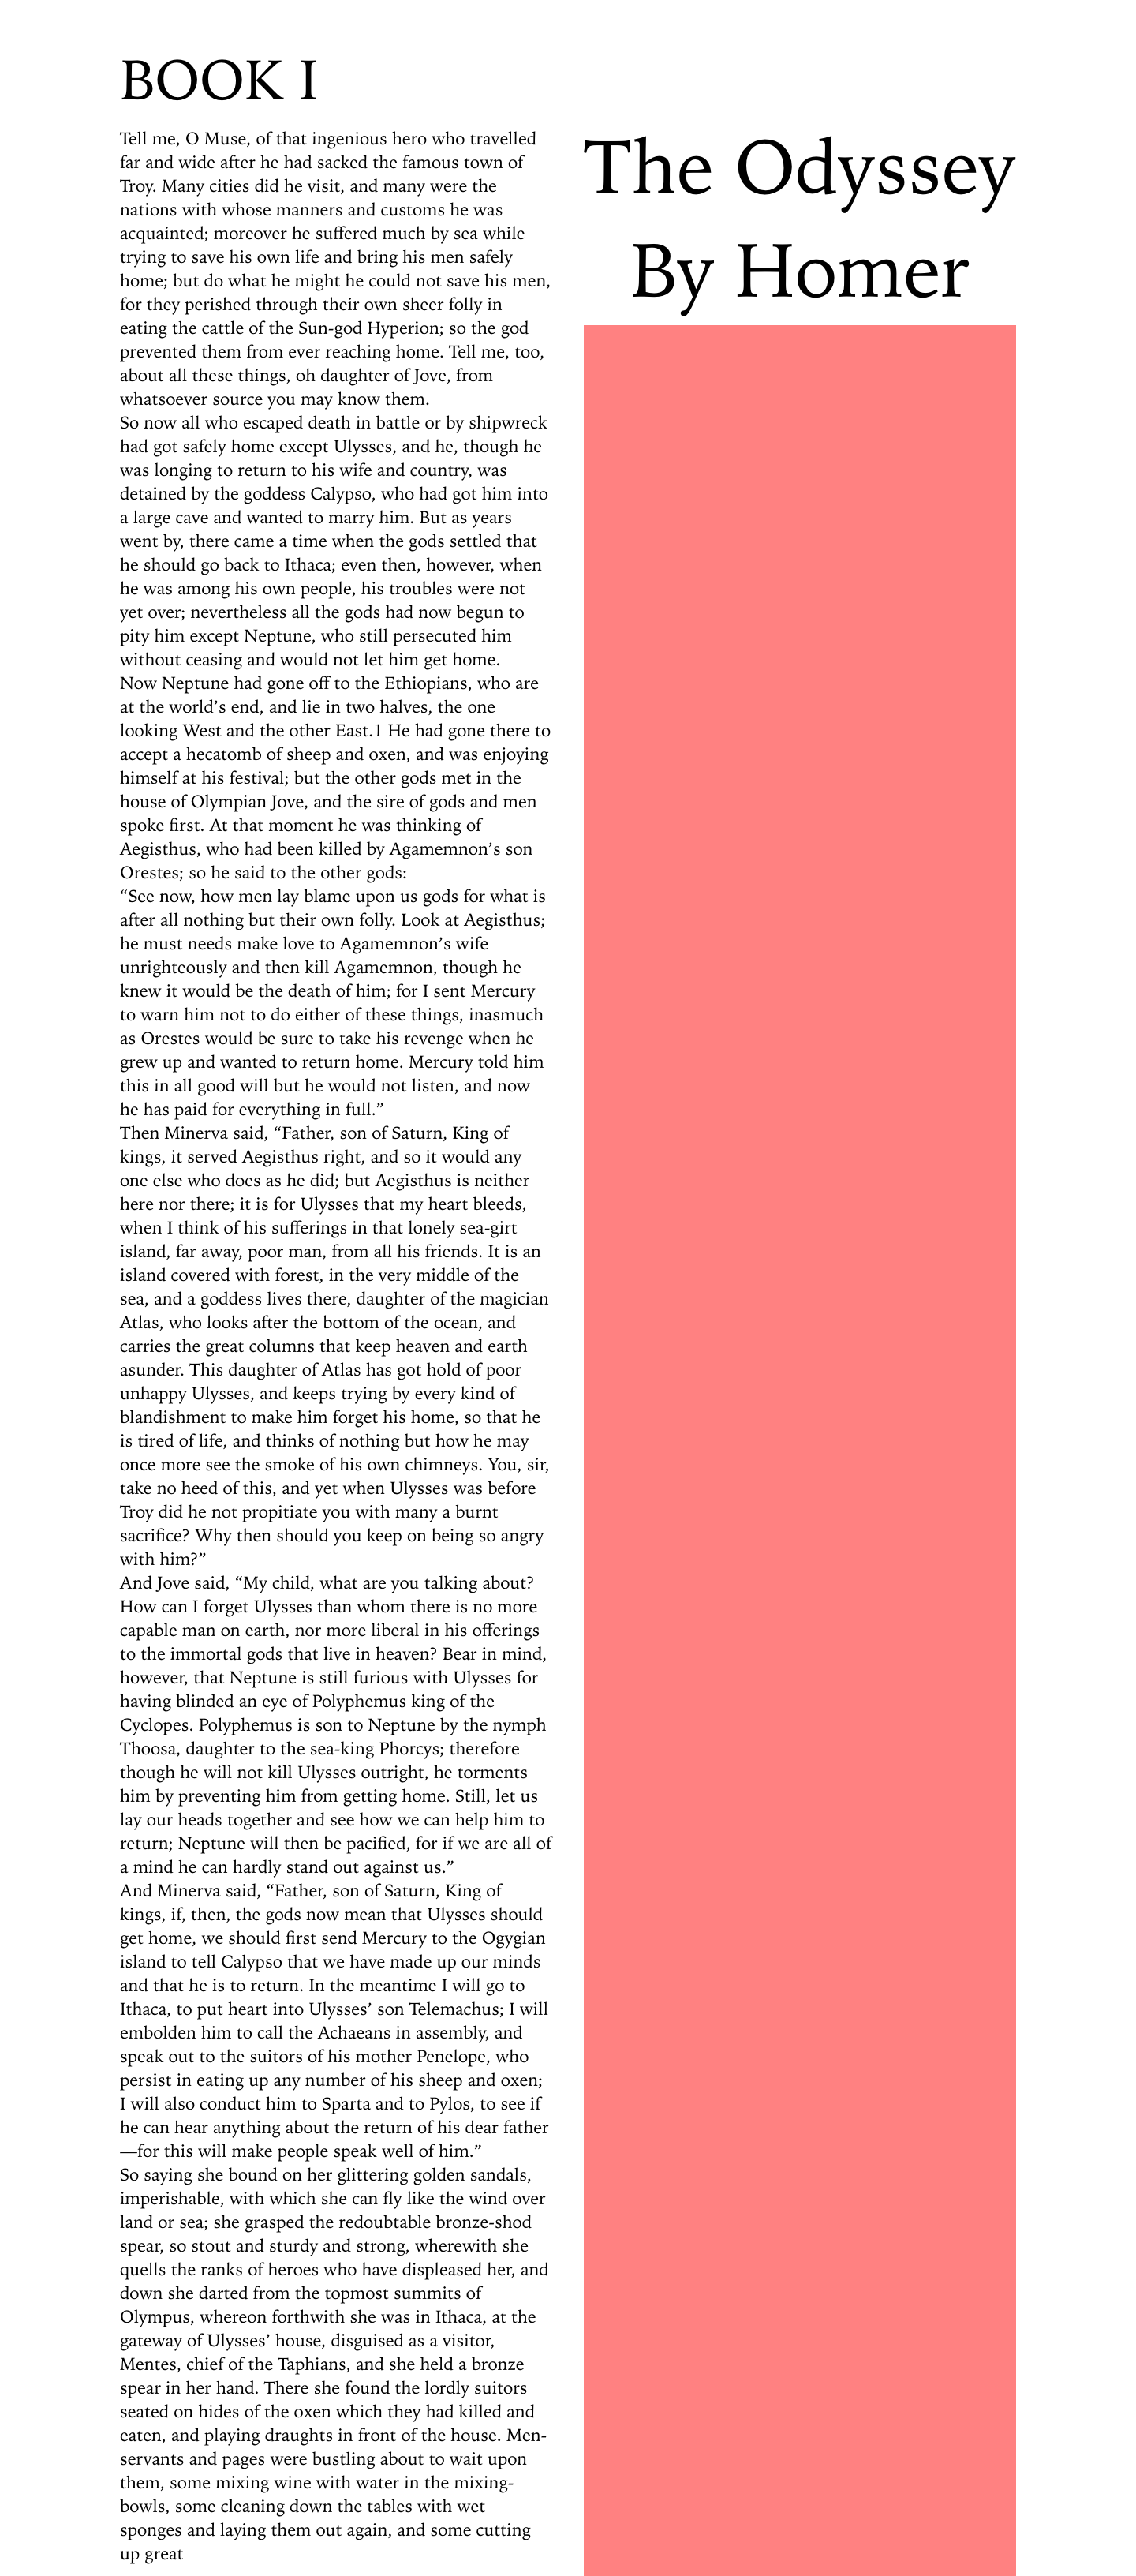 BOOK I
Tell me, O Muse, of that ingenious hero who travelled
far and wide after he had sacked the famous town of
Troy. Many cities did he visit, and many were the
nations with whose manners and customs he was
acquainted; moreover he suffered much by sea while
trying to save his own life and bring his men safely
home; but do what he might he could not save his men,
for they perished through their own sheer folly in
eating the cattle of the Sun-god Hyperion; so the god
prevented them from ever reaching home. Tell me, too,
about all these things, oh daughter of Jove, from
whatsoever source you may know them.
So now all who escaped death in battle or by shipwreck
had got safely home except Ulysses, and he, though he
was longing to return to his wife and country, was
detained by the goddess Calypso, who had got him into
a large cave and wanted to marry him. But as years
went by, there came a time when the gods settled that
he should go back to Ithaca; even then, however, when
he was among his own people, his troubles were not
yet over; nevertheless all the gods had now begun to
pity him except Neptune, who still persecuted him
without ceasing and would not let him get home.
Now Neptune had gone off to the Ethiopians, who are
at the world’s end, and lie in two halves, the one
looking West and the other East.1 He had gone there to
accept a hecatomb of sheep and oxen, and was enjoying
himself at his festival; but the other gods met in the
house of Olympian Jove, and the sire of gods and men
spoke first. At that moment he was thinking of
Aegisthus, who had been killed by Agamemnon’s son
Orestes; so he said to the other gods:
“See now, how men lay blame upon us gods for what is
after all nothing but their own folly. Look at Aegisthus;
he must needs make love to Agamemnon’s wife
unrighteously and then kill Agamemnon, though he
knew it would be the death of him; for I sent Mercury
to warn him not to do either of these things, inasmuch
as Orestes would be sure to take his revenge when he
grew up and wanted to return home. Mercury told him
this in all good will but he would not listen, and now
he has paid for everything in full.”
Then Minerva said, “Father, son of Saturn, King of
kings, it served Aegisthus right, and so it would any
one else who does as he did; but Aegisthus is neither
here nor there; it is for Ulysses that my heart bleeds,
when I think of his sufferings in that lonely sea-girt
island, far away, poor man, from all his friends. It is an
island covered with forest, in the very middle of the
sea, and a goddess lives there, daughter of the magician
Atlas, who looks after the bottom of the ocean, and
carries the great columns that keep heaven and earth
asunder. This daughter of Atlas has got hold of poor
unhappy Ulysses, and keeps trying by every kind of
blandishment to make him forget his home, so that he
is tired of life, and thinks of nothing but how he may
once more see the smoke of his own chimneys. You, sir,
take no heed of this, and yet when Ulysses was before
Troy did he not propitiate you with many a burnt
sacrifice? Why then should you keep on being so angry
with him?”
And Jove said, “My child, what are you talking about?
How can I forget Ulysses than whom there is no more
capable man on earth, nor more liberal in his offerings
to the immortal gods that live in heaven? Bear in mind,
however, that Neptune is still furious with Ulysses for
having blinded an eye of Polyphemus king of the
Cyclopes. Polyphemus is son to Neptune by the nymph
Thoosa, daughter to the sea-king Phorcys; therefore
though he will not kill Ulysses outright, he torments
him by preventing him from getting home. Still, let us
lay our heads together and see how we can help him to
return; Neptune will then be pacified, for if we are all of
a mind he can hardly stand out against us.”
And Minerva said, “Father, son of Saturn, King of
kings, if, then, the gods now mean that Ulysses should
get home, we should first send Mercury to the Ogygian
island to tell Calypso that we have made up our minds
and that he is to return. In the meantime I will go to
Ithaca, to put heart into Ulysses’ son Telemachus; I will
embolden him to call the Achaeans in assembly, and
speak out to the suitors of his mother Penelope, who
persist in eating up any number of his sheep and oxen;
I will also conduct him to Sparta and to Pylos, to see if
he can hear anything about the return of his dear father
—for this will make people speak well of him.”
So saying she bound on her glittering golden sandals,
imperishable, with which she can fly like the wind over
land or sea; she grasped the redoubtable bronze-shod
spear, so stout and sturdy and strong, wherewith she
quells the ranks of heroes who have displeased her, and
down she darted from the topmost summits of
Olympus, whereon forthwith she was in Ithaca, at the
gateway of Ulysses’ house, disguised as a visitor,
Mentes, chief of the Taphians, and she held a bronze
spear in her hand. There she found the lordly suitors
seated on hides of the oxen which they had killed and
eaten, and playing draughts in front of the house. Men-
servants and pages were bustling about to wait upon
them, some mixing wine with water in the mixing-
bowls, some cleaning down the tables with wet
sponges and laying them out again, and some cutting
up great
The Odyssey
By Homer